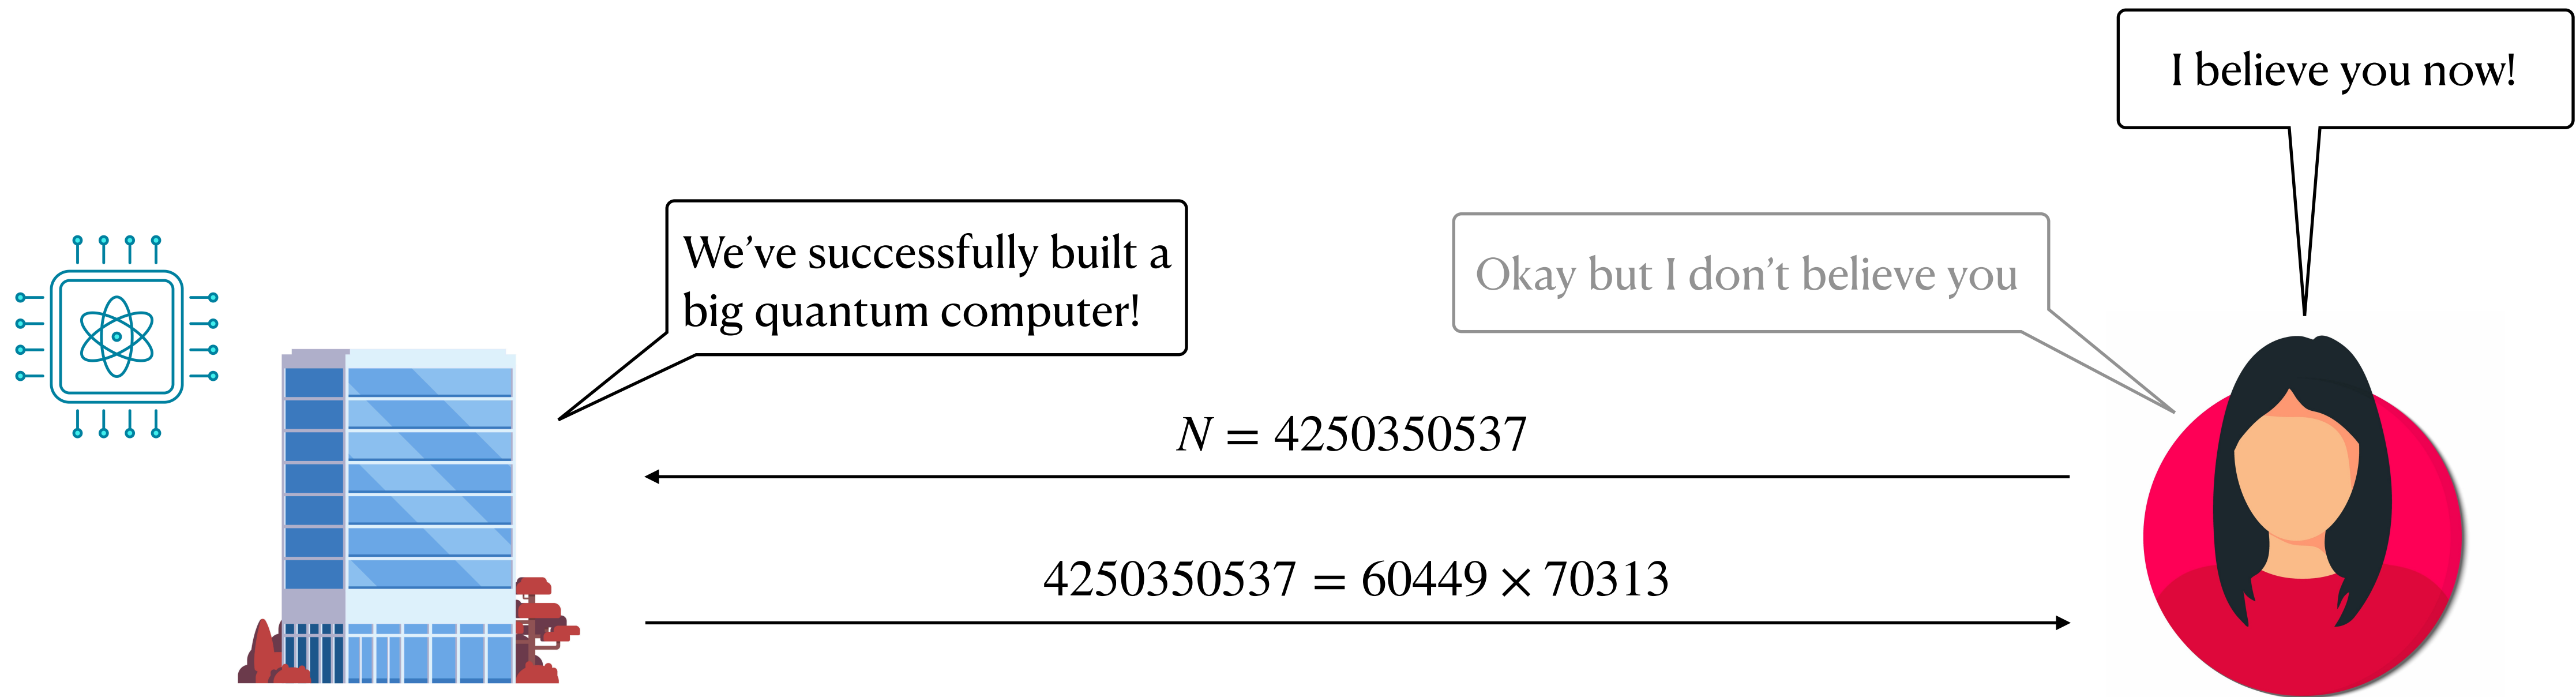 I believe you now!
We’ve successfully built a
big quantum computer!
Okay but I don’t believe you
N = 4250350537
4250350537 = 60449 × 70313